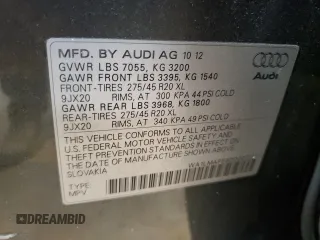 MFD. BY AUDI AG 10 12
GVWR LBS 7055, KG 3200
GAWR FRONT LBS 3395, KG 1540
FRONT-TIRES 275/45 R20 XL
9JX20 RIMS, AT 300 KPA 44 PSI COLD
GAWR REAR LBS 3968, KG 1800
REAR-TIRES 275/45 R20 XL
9JX20 RIMS, AT 340 KPA 49 PSI COLD
THIS VEHICLE CONFORMS TO ALL APPLICABLE
U.S. FEDERAL MOTOR VEHICLE SAFETY AND
THEFT PREVENTION STANDARDS IN EFFECT ON
THE DATE OF MANUFACTURE SHOWN ABOVE.
SLOVAKIA
TYPE:
MPV
Audi
DREAMBID